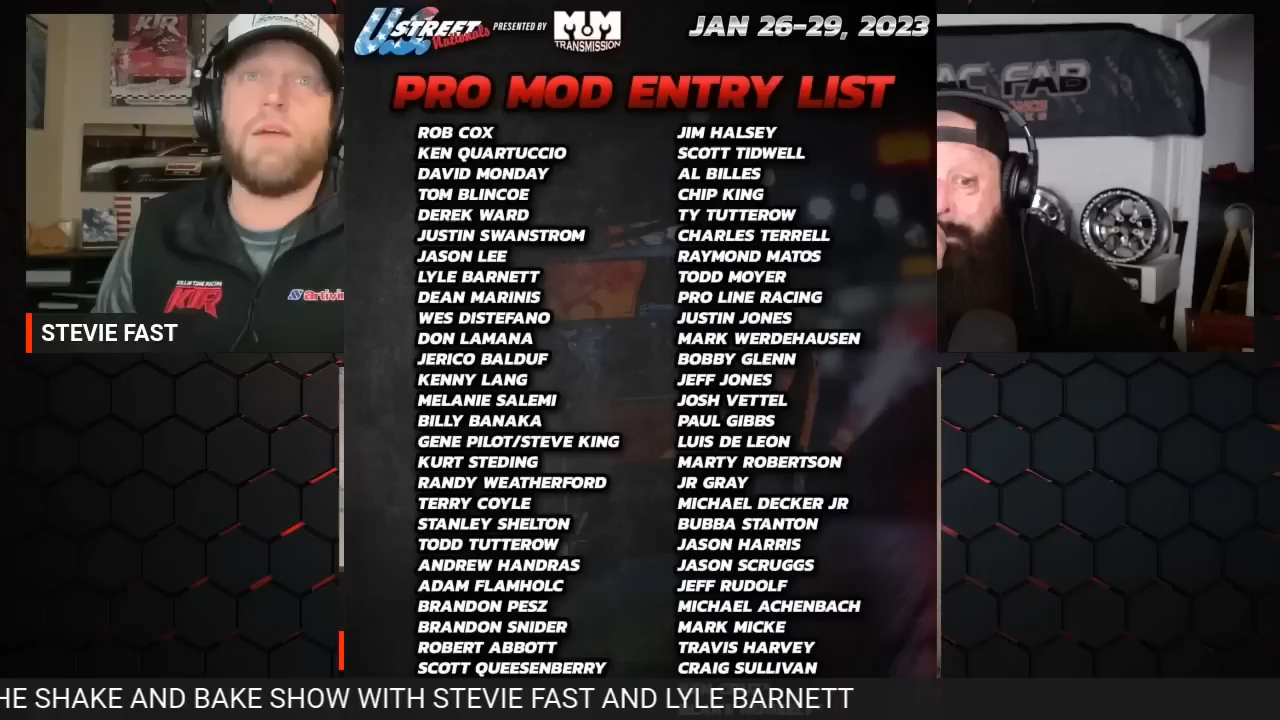 U.S. STREET Nationals PRESENTED BY M&M TRANSMISSION
JAN 26-29, 2023
PRO MOD ENTRY LIST
ROB COX
KEN QUARTUCCIO
DAVID MONDAY
TOM BLINCOE
DEREK WARD
JUSTIN SWANSTROM
JASON LEE
LYLE BARNETT
DEAN MARINIS
WES DISTEFANO
DON LAMANA
JERICO BALDUF
KENNY LANG
MELANIE SALEMI
BILLY BANAKA
GENE PILOT/STEVE KING
KURT STEDING
RANDY WEATHERFORD
TERRY COYLE
STANLEY SHELTON
TODD TUTTEROW
ANDREW HANDRAS
ADAM FLAMHOLC
BRANDON PESZ
BRANDON SNIDER
ROBERT ABBOTT
SCOTT QUEESENBERRY
JIM HALSEY
SCOTT TIDWELL
AL BILLES
CHIP KING
TY TUTTEROW
CHARLES TERRELL
RAYMOND MATOS
TODD MOYER
PRO LINE RACING
JUSTIN JONES
MARK WERDEHAUSEN
BOBBY GLENN
JEFF JONES
JOSH VETTEL
PAUL GIBBS
LUIS DE LEON
MARTY ROBERTSON
JR GRAY
MICHAEL DECKER JR
BUBBA STANTON
JASON HARRIS
JASON SCRUGGS
JEFF RUDOLF
MICHAEL ACHENBACH
MARK MICKE
TRAVIS HARVEY
CRAIG SULLIVAN
KTR
KTR
artivi
STEVIE FAST
AC FAB
HE SHAKE AND BAKE SHOW WITH STEVIE FAST AND LYLE BARNETT